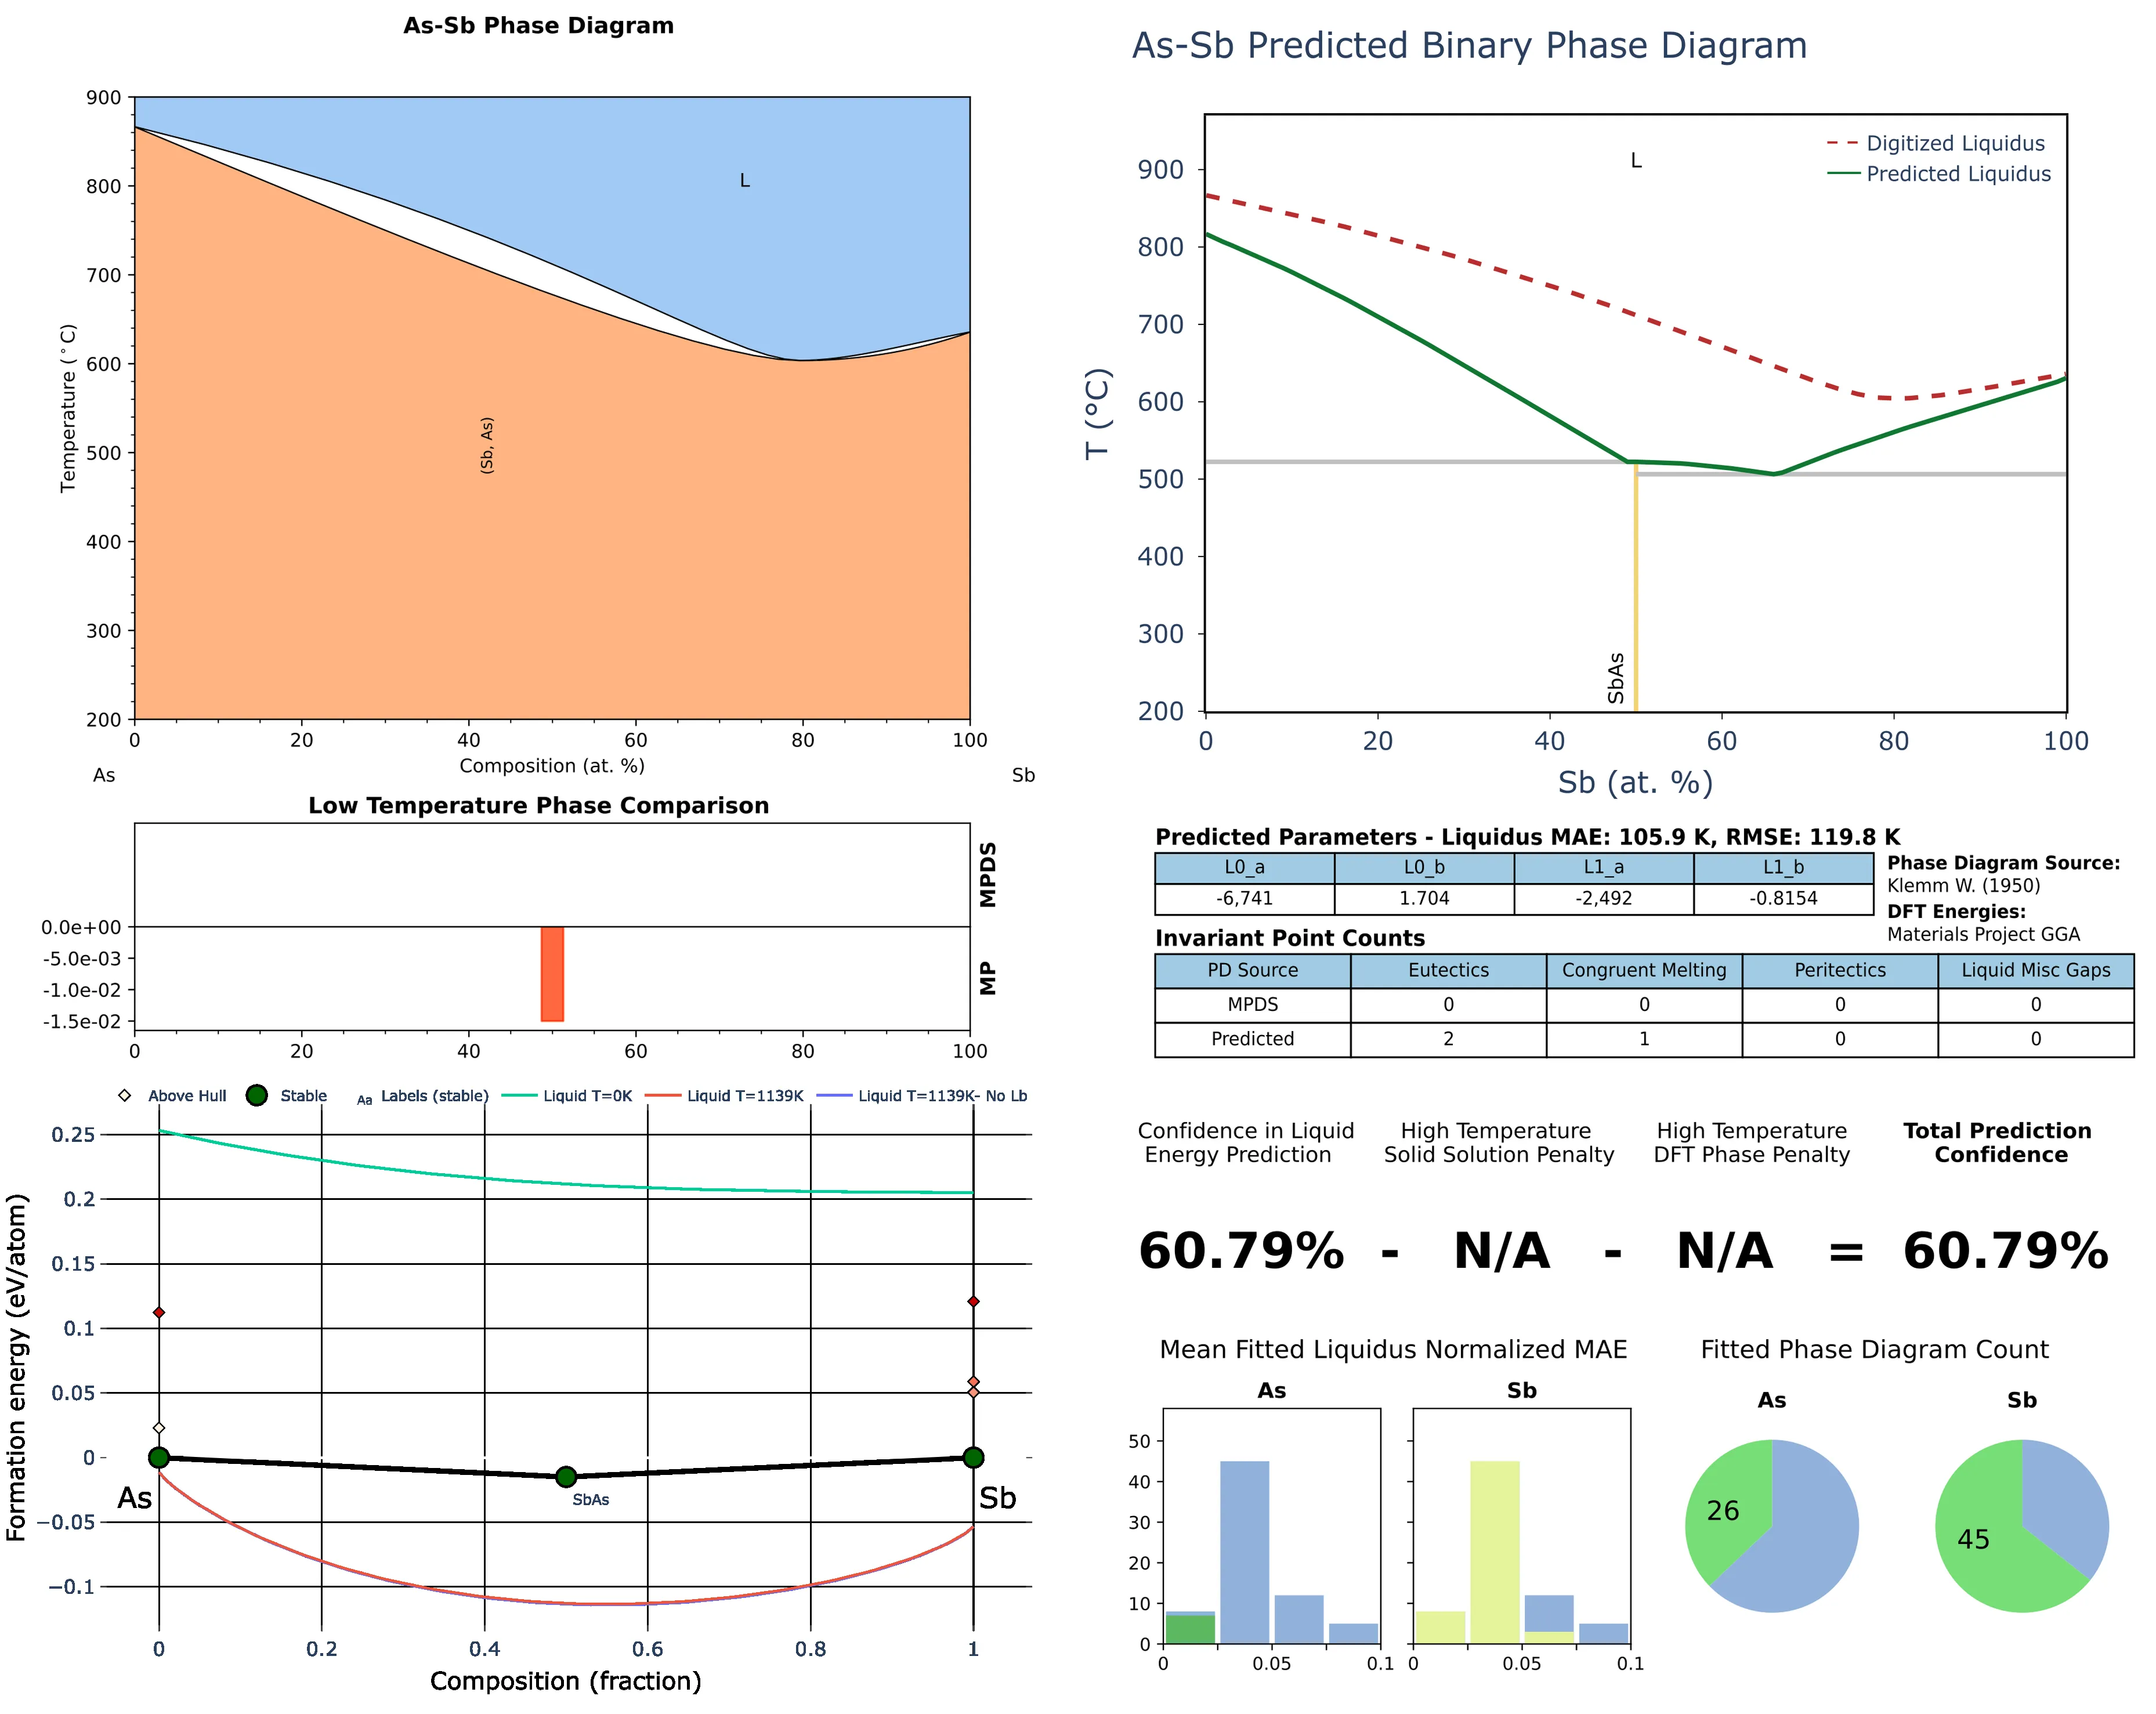 As-Sb Phase Diagram
900
800
700
600
500
400
300
200
Temperature (°C)
L
(Sb, As)
0 20 40 60 80 100
Composition (at. %)
As Sb
Low Temperature Phase Comparison
MPDS
MP
0.0e+00
-5.0e-03
-1.0e-02
-1.5e-02
0 20 40 60 80 100
Above Hull Stable Aa Labels (stable) Liquid T=0K Liquid T=1139K Liquid T=1139K- No Lb
0.25
0.2
0.15
0.1
0.05
0
−0.05
−0.1
Formation energy (eV/atom)
As
SbAs
Sb
0 0.2 0.4 0.6 0.8 1
Composition (fraction)
As-Sb Predicted Binary Phase Diagram
Digitized Liquidus
Predicted Liquidus
L
900
800
700
600
500
400
300
200
T (°C)
SbAs
0 20 40 60 80 100
Sb (at. %)
Predicted Parameters - Liquidus MAE: 105.9 K, RMSE: 119.8 K
L0_a L0_b L1_a L1_b
-6,741 1.704 -2,492 -0.8154
Phase Diagram Source:
Klemm W. (1950)
DFT Energies:
Materials Project GGA
Invariant Point Counts
PD Source Eutectics Congruent Melting Peritectics Liquid Misc Gaps
MPDS 0 0 0 0
Predicted 2 1 0 0
Confidence in Liquid
Energy Prediction
High Temperature
Solid Solution Penalty
High Temperature
DFT Phase Penalty
Total Prediction
Confidence
60.79% - N/A - N/A = 60.79%
Mean Fitted Liquidus Normalized MAE
As
Sb
50
40
30
20
10
0
0 0.05 0.1
0 0.05 0.1
Fitted Phase Diagram Count
As
Sb
26
45